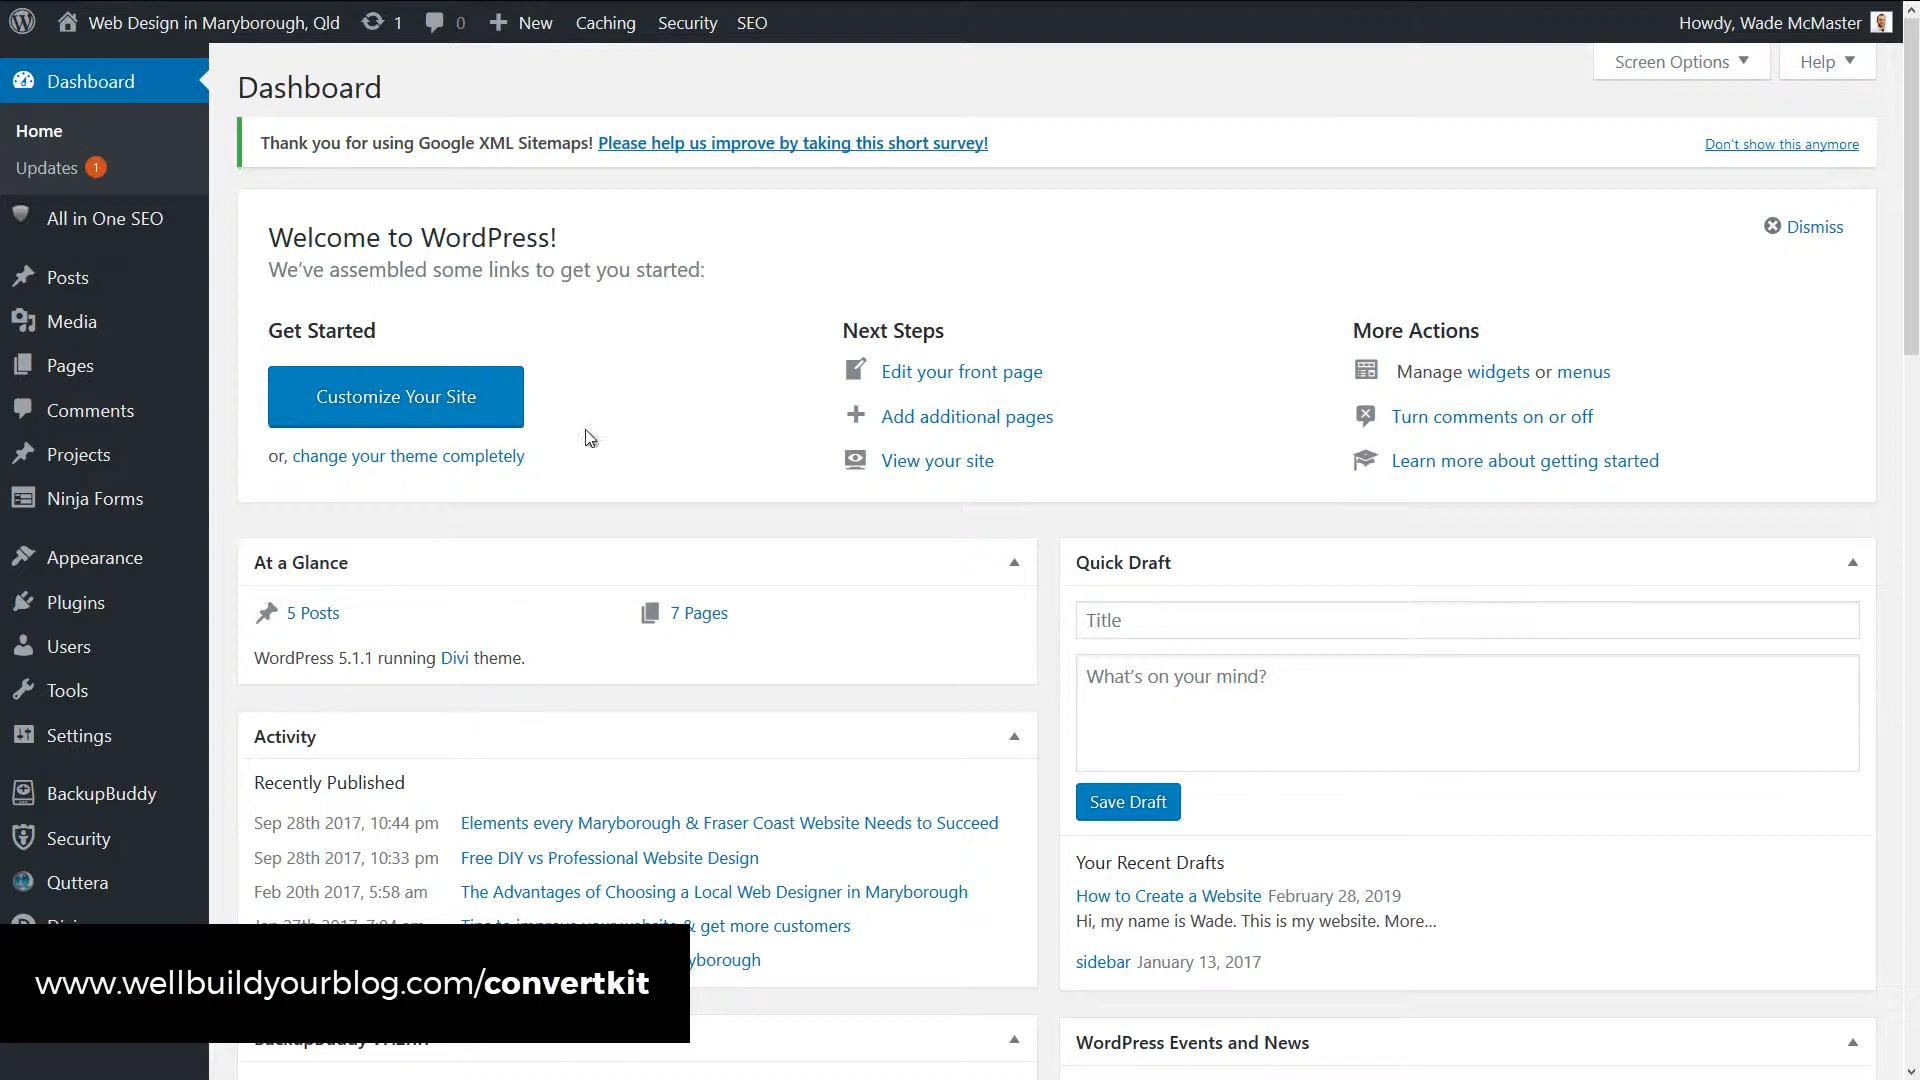 Web Design in Maryborough, Qld 1 0 New Caching Security SEO Howdy, Wade McMaster
Screen Options Help
Dashboard
Home
Updates 1
All in One SEO
Posts
Media
Pages
Comments
Projects
Ninja Forms
Appearance
Plugins
Users
Tools
Settings
BackupBuddy
Security
Quttera
Dashboard
Thank you for using Google XML Sitemaps! Please help us improve by taking this short survey! Don't show this anymore
Welcome to WordPress!
Dismiss
We've assembled some links to get you started:
Get Started
Customize Your Site
or, change your theme completely
Next Steps
Edit your front page
Add additional pages
View your site
More Actions
Manage widgets or menus
Turn comments on or off
Learn more about getting started
At a Glance
5 Posts 7 Pages
WordPress 5.1.1 running Divi theme.
Activity
Recently Published
Sep 28th 2017, 10:44 pm Elements every Maryborough & Fraser Coast Website Needs to Succeed
Sep 28th 2017, 10:33 pm Free DIY vs Professional Website Design
Feb 20th 2017, 5:58 am The Advantages of Choosing a Local Web Designer in Maryborough
& get more customers
yborough
Quick Draft
Title
What's on your mind?
Save Draft
Your Recent Drafts
How to Create a Website February 28, 2019
Hi, my name is Wade. This is my website. More...
sidebar January 13, 2017
WordPress Events and News
www.wellbuildyourblog.com/convertkit